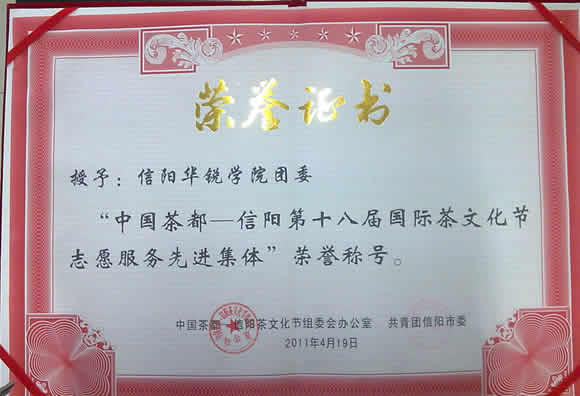 荣誉证书
授予：信阳华锐学院团委
“中国茶都—信阳第十八届国际茶文化节
志愿服务先进集体”荣誉称号。
中国茶都—信阳茶文化节组委会办公室 共青团信阳市委
2011年4月19日